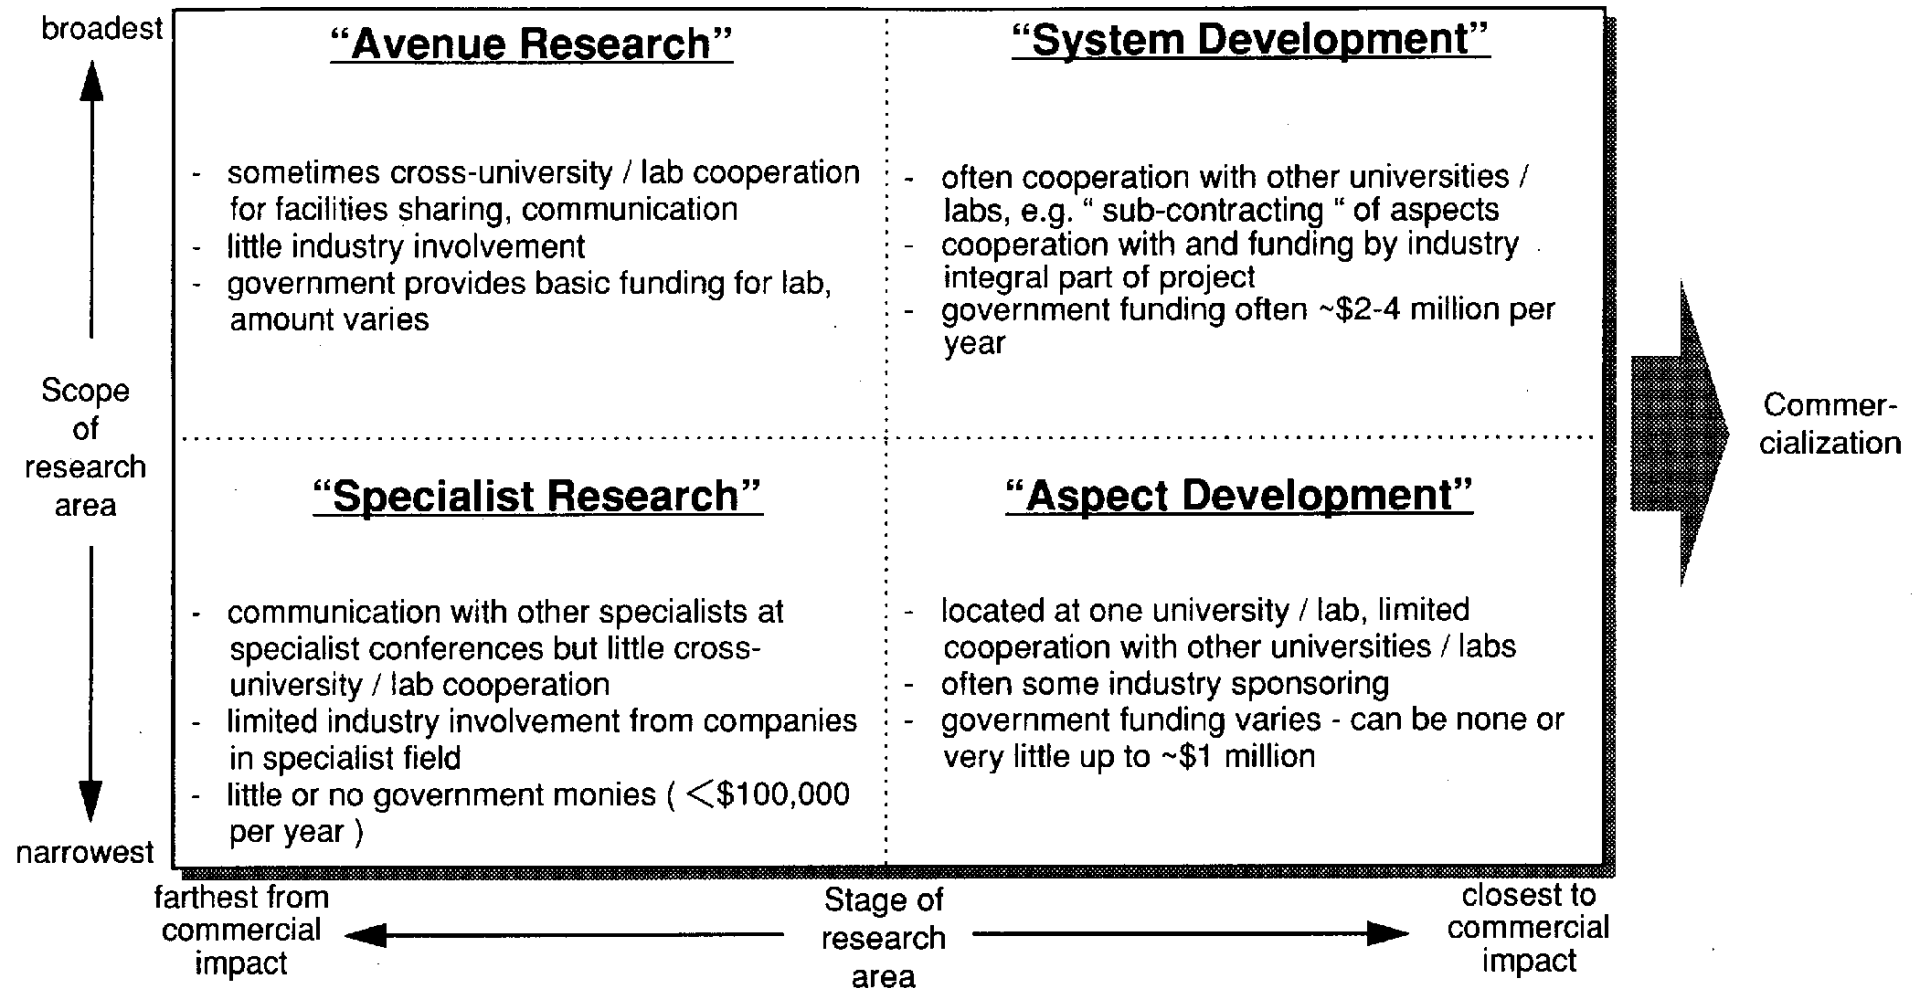 broadest
"Avenue Research"
- sometimes cross-university / lab cooperation
for facilities sharing, communication
- little industry involvement
- government provides basic funding for lab,
amount varies
"System Development"
- often cooperation with other universities /
labs, e.g. " sub-contracting " of aspects
- cooperation with and funding by industry
integral part of project
- government funding often ~$2-4 million per
year
Scope
of
research
area
Commer-
cialization
"Specialist Research"
- communication with other specialists at
specialist conferences but little cross-
university / lab cooperation
- limited industry involvement from companies
in specialist field
- little or no government monies ( <$100,000
per year )
"Aspect Development"
- located at one university / lab, limited
cooperation with other universities / labs
- often some industry sponsoring
- government funding varies - can be none or
very little up to ~$1 million
narrowest
farthest from
commercial
impact
Stage of
research
area
closest to
commercial
impact